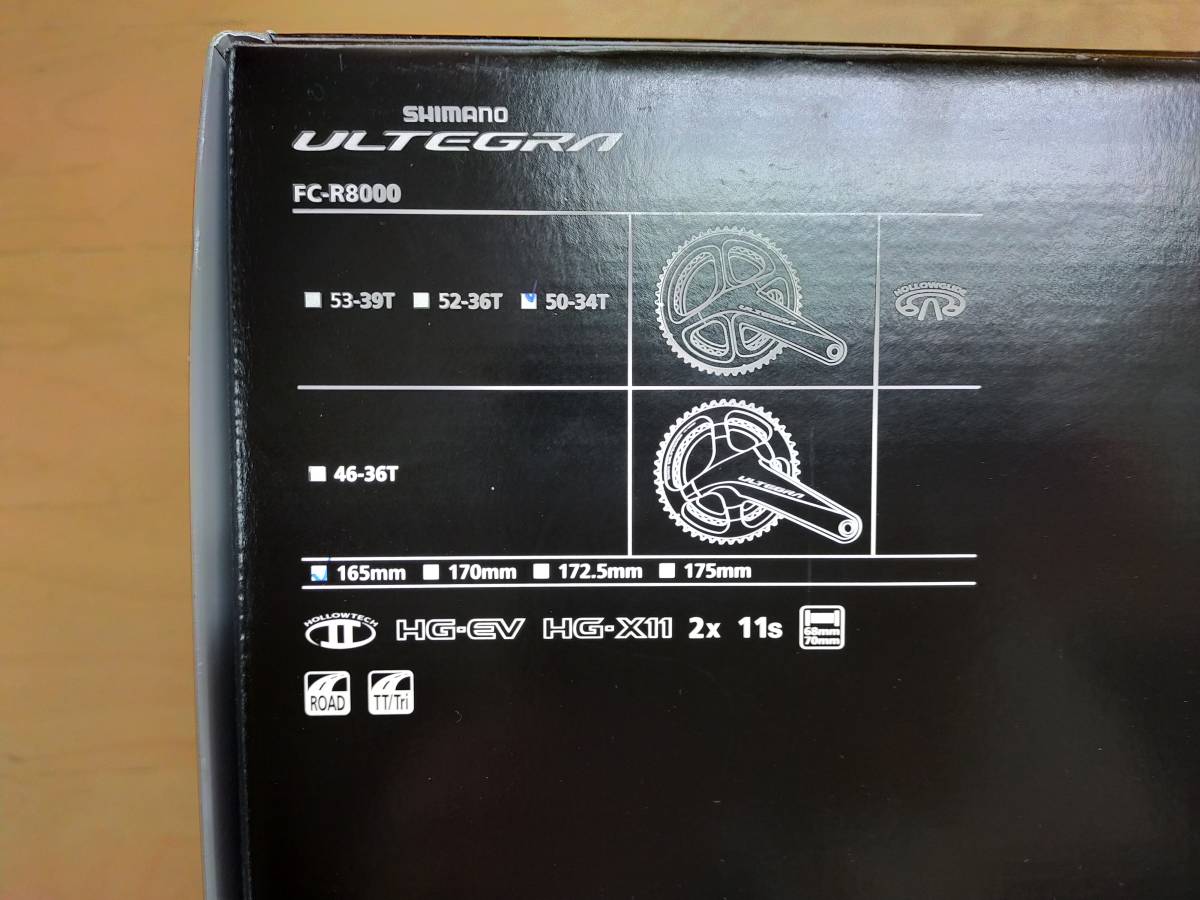 SHIMANO
ULTEGRA
FC-R8000
53-39T 52-36T 50-34T
ULTEGRA
HOLLOWGLIDE
46-36T
ULTEGRA
165mm 170mm 172.5mm 175mm
HOLLOWTECH
II
HG-EV HG-X11 2x 11s
68mm
70mm
ROAD TT/Tri